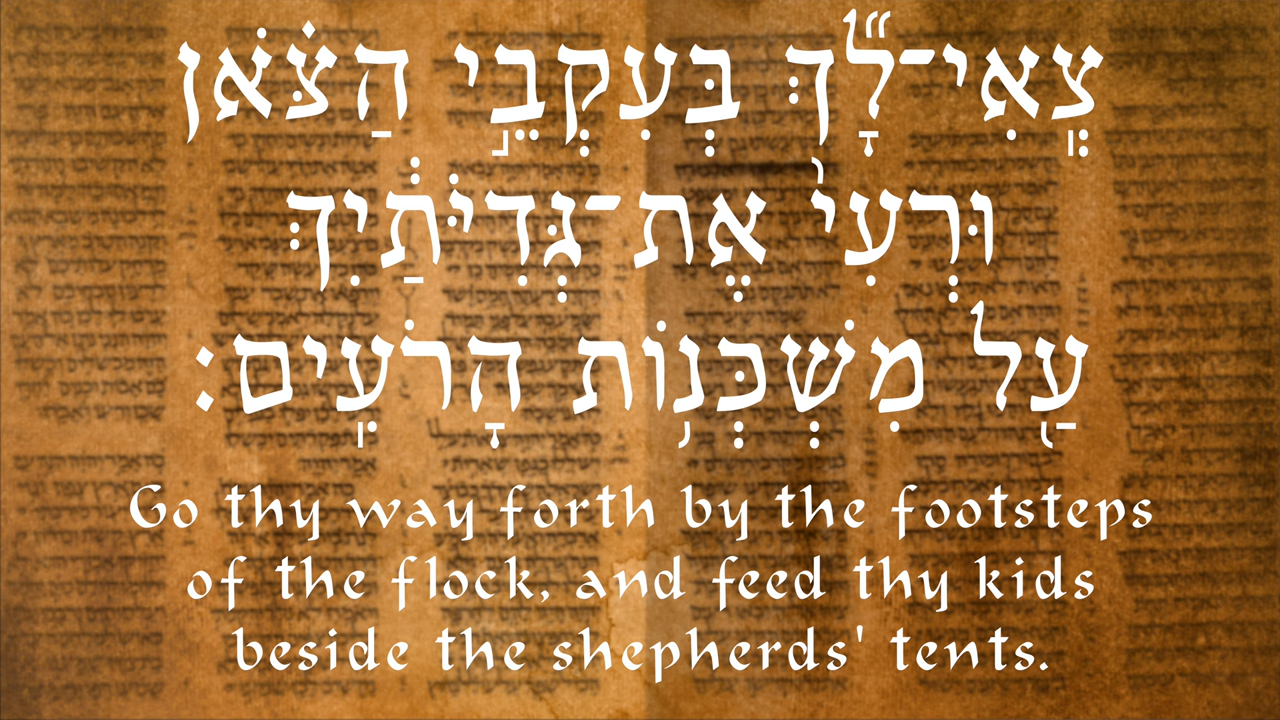 צְֽאִי־לָ֞ךְ בְּעִקְבֵ֣י הַצֹּ֗אן
וּרְעִי֙ אֶת־גְּדִיֹּתַ֔יִךְ
עַ֖ל מִשְׁכְּנ֥וֹת הָרֹעִֽים׃
Go thy way forth by the footsteps
of the flock, and feed thy kids
beside the shepherds' tents.